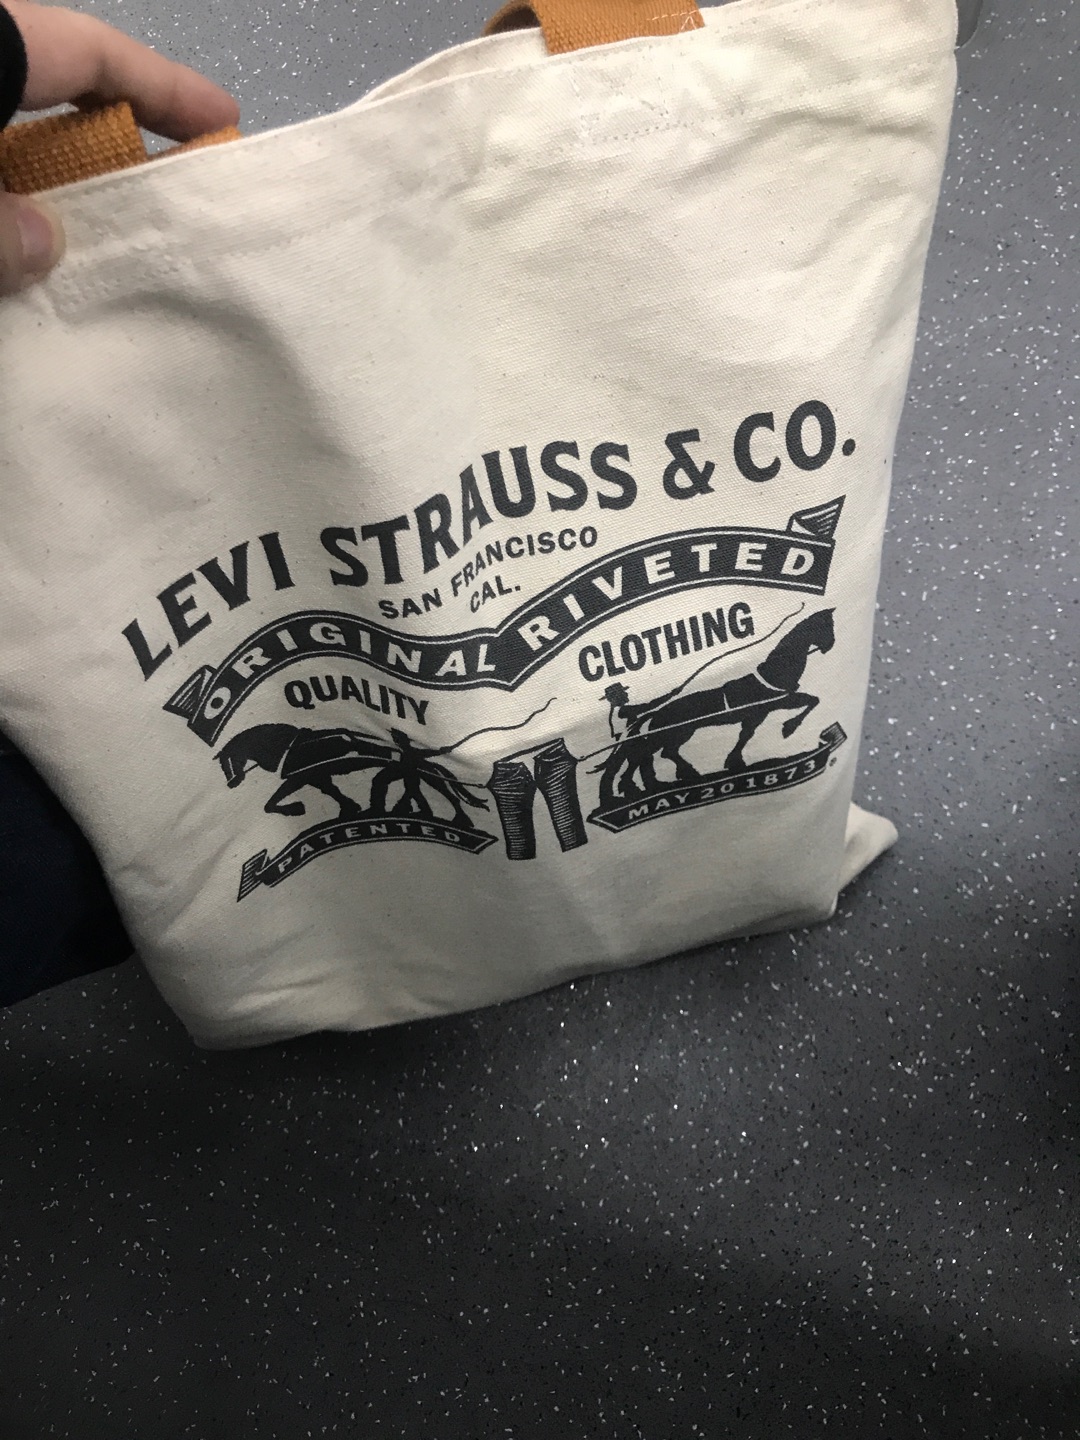 LEVI STRAUSS & CO.
SAN FRANCISCO
CAL.
ORIGINAL RIVETED
QUALITY CLOTHING
PATENTED MAY 20 1873